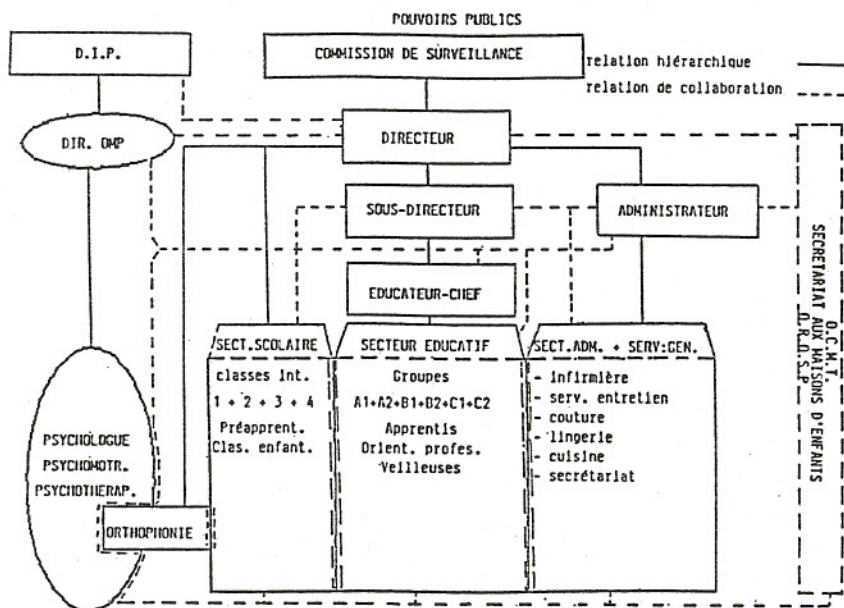 POUVOIRS PUBLICS
D.I.P.
COMMISSION DE SURVEILLANCE
relation hiérarchique
relation de collaboration
DIR. OMP
DIRECTEUR
SOUS-DIRECTEUR
ADMINISTRATEUR
EDUCATEUR-CHEF
SECT.SCOLAIRE
classes int.
1 + 2 + 3 + 4
Préapprent.
Clas. enfant.
SECTEUR EDUCATIF
Groupes
A1+A2+B1+B2+C1+C2
Apprentis
Orient. profes.
Veilleuses
SECT.ADM. + SERV:GEN.
- infirmière
- serv. entretien
- couture
- lingerie
- cuisine
- secrétariat
PSYCHOLOGUE
PSYCHOMOTR.
PSYCHOTHERAP.
ORTHOPHONIE
O.C.M.T.
SECRETARIAT AUX MAISONS D'ENFANTS
O.R.O.S.P